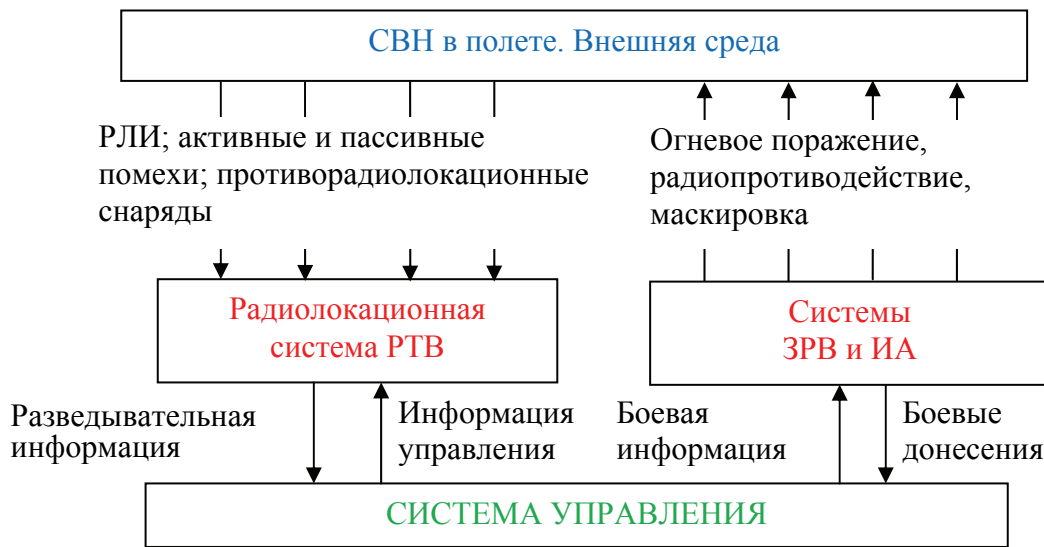 СВН в полете. Внешняя среда
РЛИ; активные и пассивные
помехи; противорадиолокационные
снаряды
Огневое поражение,
радиопротиводействие,
маскировка
Радиолокационная
система РТВ
Системы
ЗРВ и ИА
Разведывательная
информация
Информация
управления
Боевая
информация
Боевые
донесения
СИСТЕМА УПРАВЛЕНИЯ